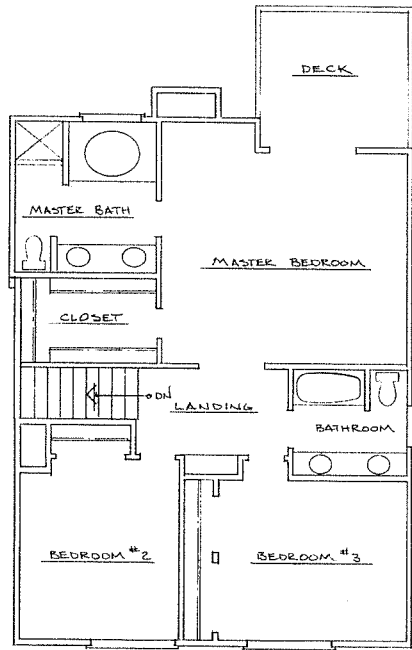 DECK
MASTER BATH
MASTER BEDROOM
CLOSET
DN
LANDING
BATHROOM
BEDROOM #2
BEDROOM #3